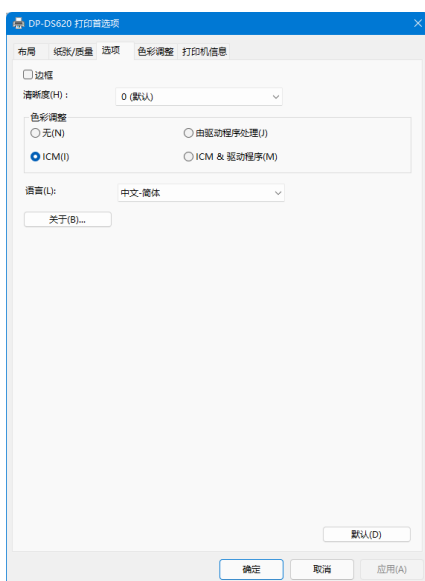 DP-DS620 打印首选项
布局 纸张/质量 选项 色彩调整 打印机信息
边框
清晰度(H)： 0 (默认)
色彩调整
无(N) 由驱动程序处理(J)
ICM(I) ICM & 驱动程序(M)
语言(L): 中文-简体
关于(B)...
默认(D)
确定 取消 应用(A)